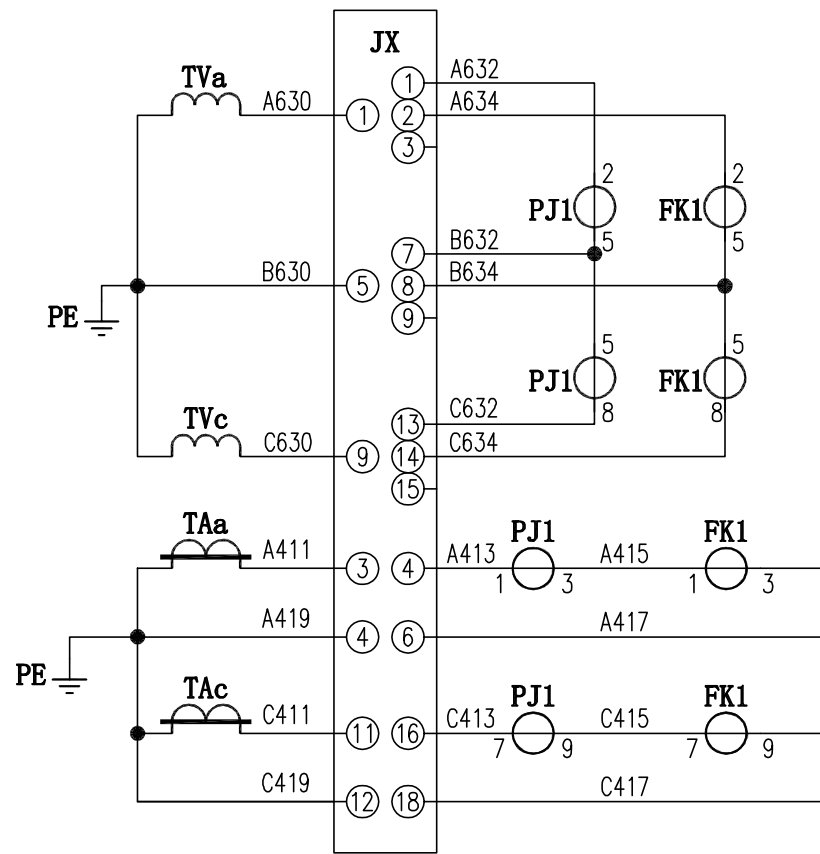 JX
TVa
A630
1
1
A632
2
A634
3
2
2
PJ1
FK1
5
5
7
B632
B630
5
8
B634
PE
9
5
5
PJ1
FK1
8
8
TVc
13
C632
C630
9
14
C634
15
TAa
PJ1
FK1
A411
3
4
A413
1
3
A415
1
3
A419
4
6
A417
PE
TAc
PJ1
FK1
C411
11
16
C413
7
9
C415
7
9
C419
12
18
C417